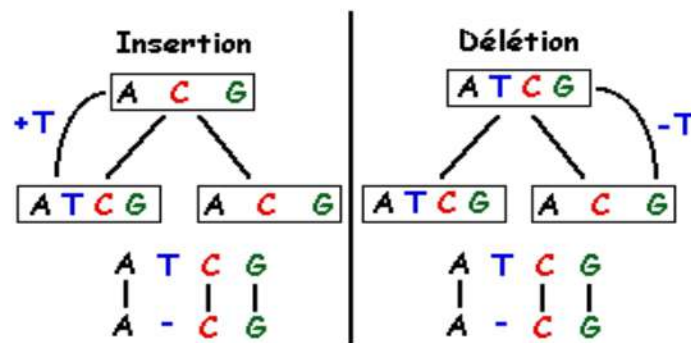 Insertion
A C G
+T
A T C G
A C G
A T C G
A - C G
Délétion
A T C G
-T
A T C G
A C G
A T C G
A - C G